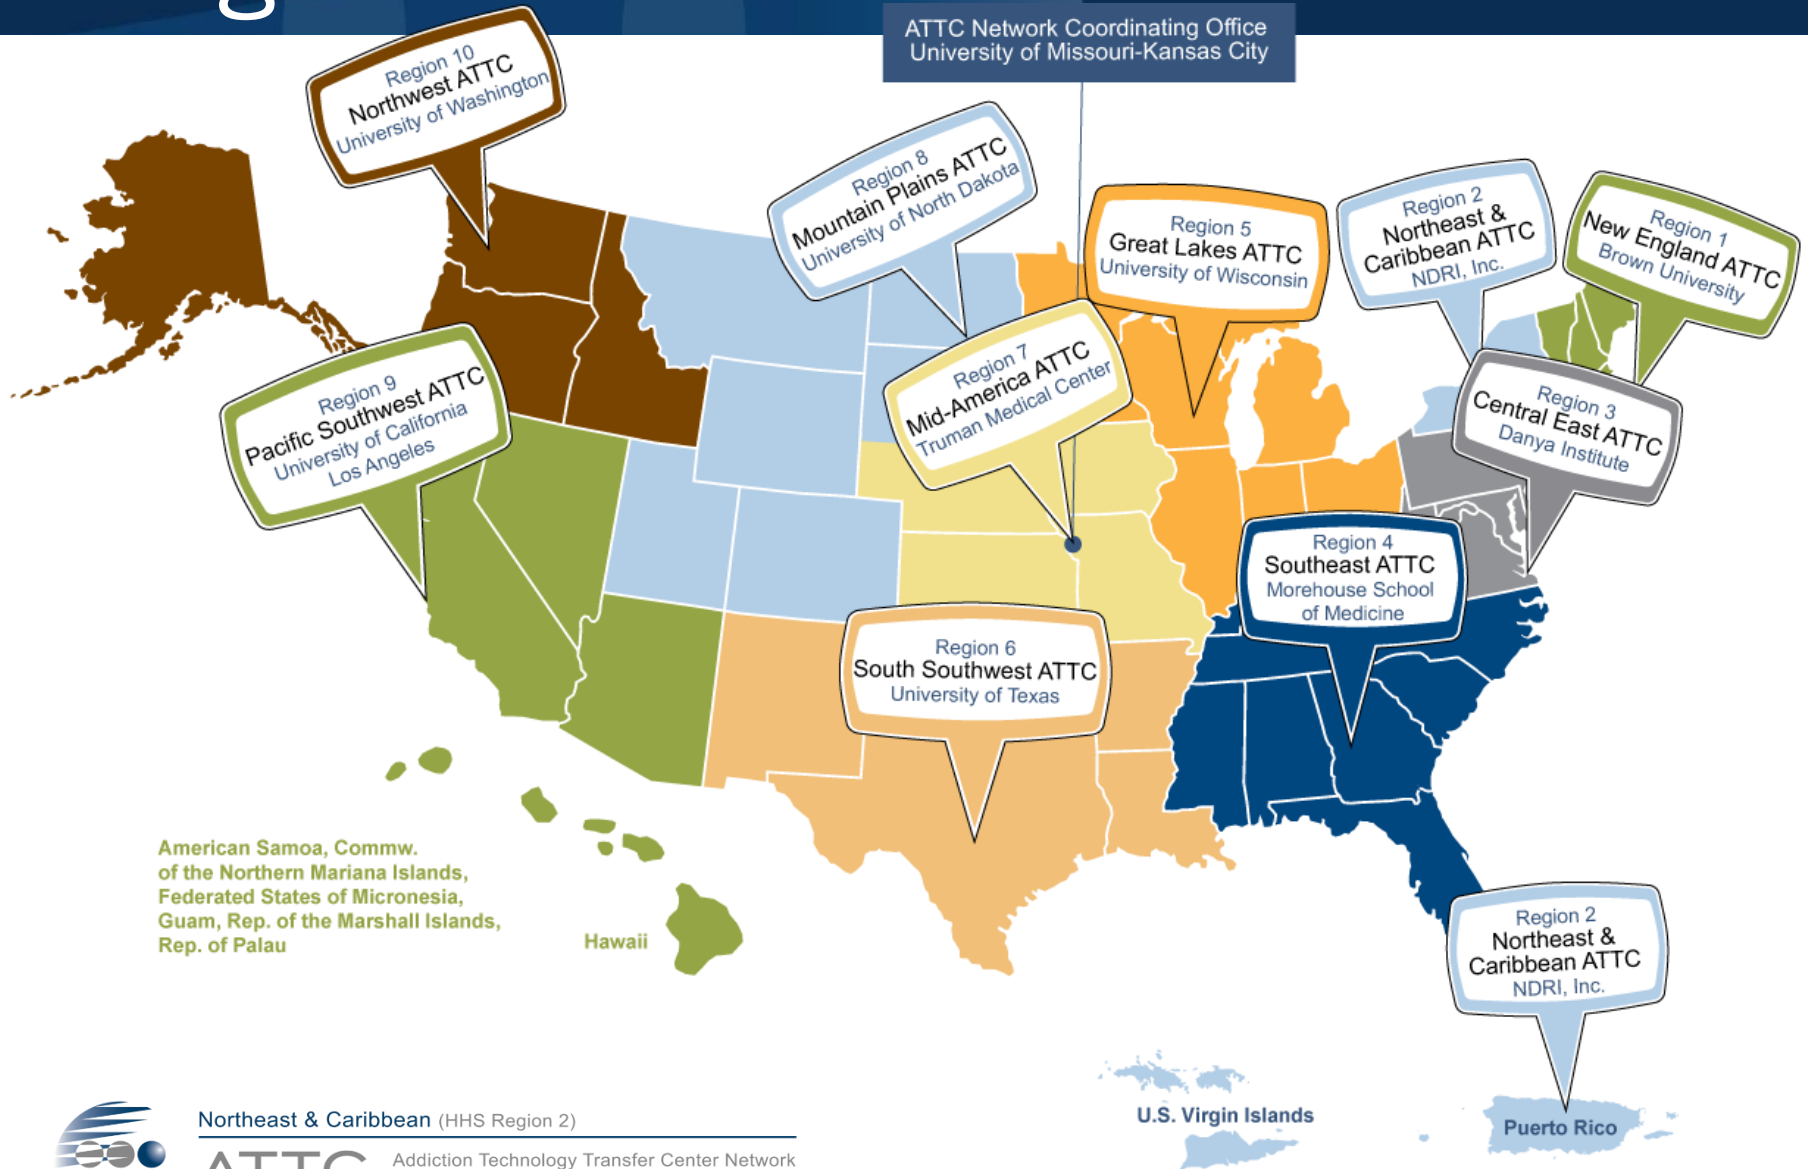 ATTC Network Coordinating Office
University of Missouri-Kansas City
Region 10
Northwest ATTC
University of Washington
Region 8
Mountain Plains ATTC
University of North Dakota
Region 5
Great Lakes ATTC
University of Wisconsin
Region 2
Northeast &
Caribbean ATTC
NDRI, Inc.
Region 1
New England ATTC
Brown University
Region 9
Pacific Southwest ATTC
University of California
Los Angeles
Region 7
Mid-America ATTC
Truman Medical Center
Region 3
Central East ATTC
Danya Institute
Region 4
Southeast ATTC
Morehouse School
of Medicine
Region 6
South Southwest ATTC
University of Texas
American Samoa, Commw.
of the Northern Mariana Islands,
Federated States of Micronesia,
Guam, Rep. of the Marshall Islands,
Rep. of Palau
Hawaii
Region 2
Northeast &
Caribbean ATTC
NDRI, Inc.
U.S. Virgin Islands
Puerto Rico
Northeast & Caribbean (HHS Region 2)
ATTC
Addiction Technology Transfer Center Network